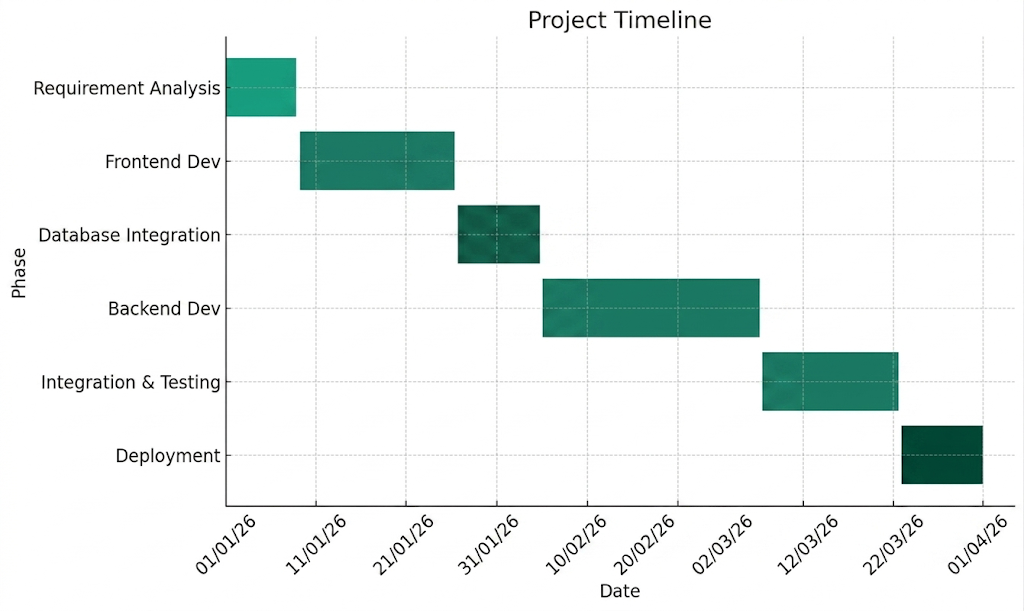 Project Timeline
Requirement Analysis
Frontend Dev
Database Integration
Backend Dev
Integration & Testing
Deployment
Phase
01/01/26
11/01/26
21/01/26
31/01/26
10/02/26
20/02/26
02/03/26
12/03/26
22/03/26
01/04/26
Date